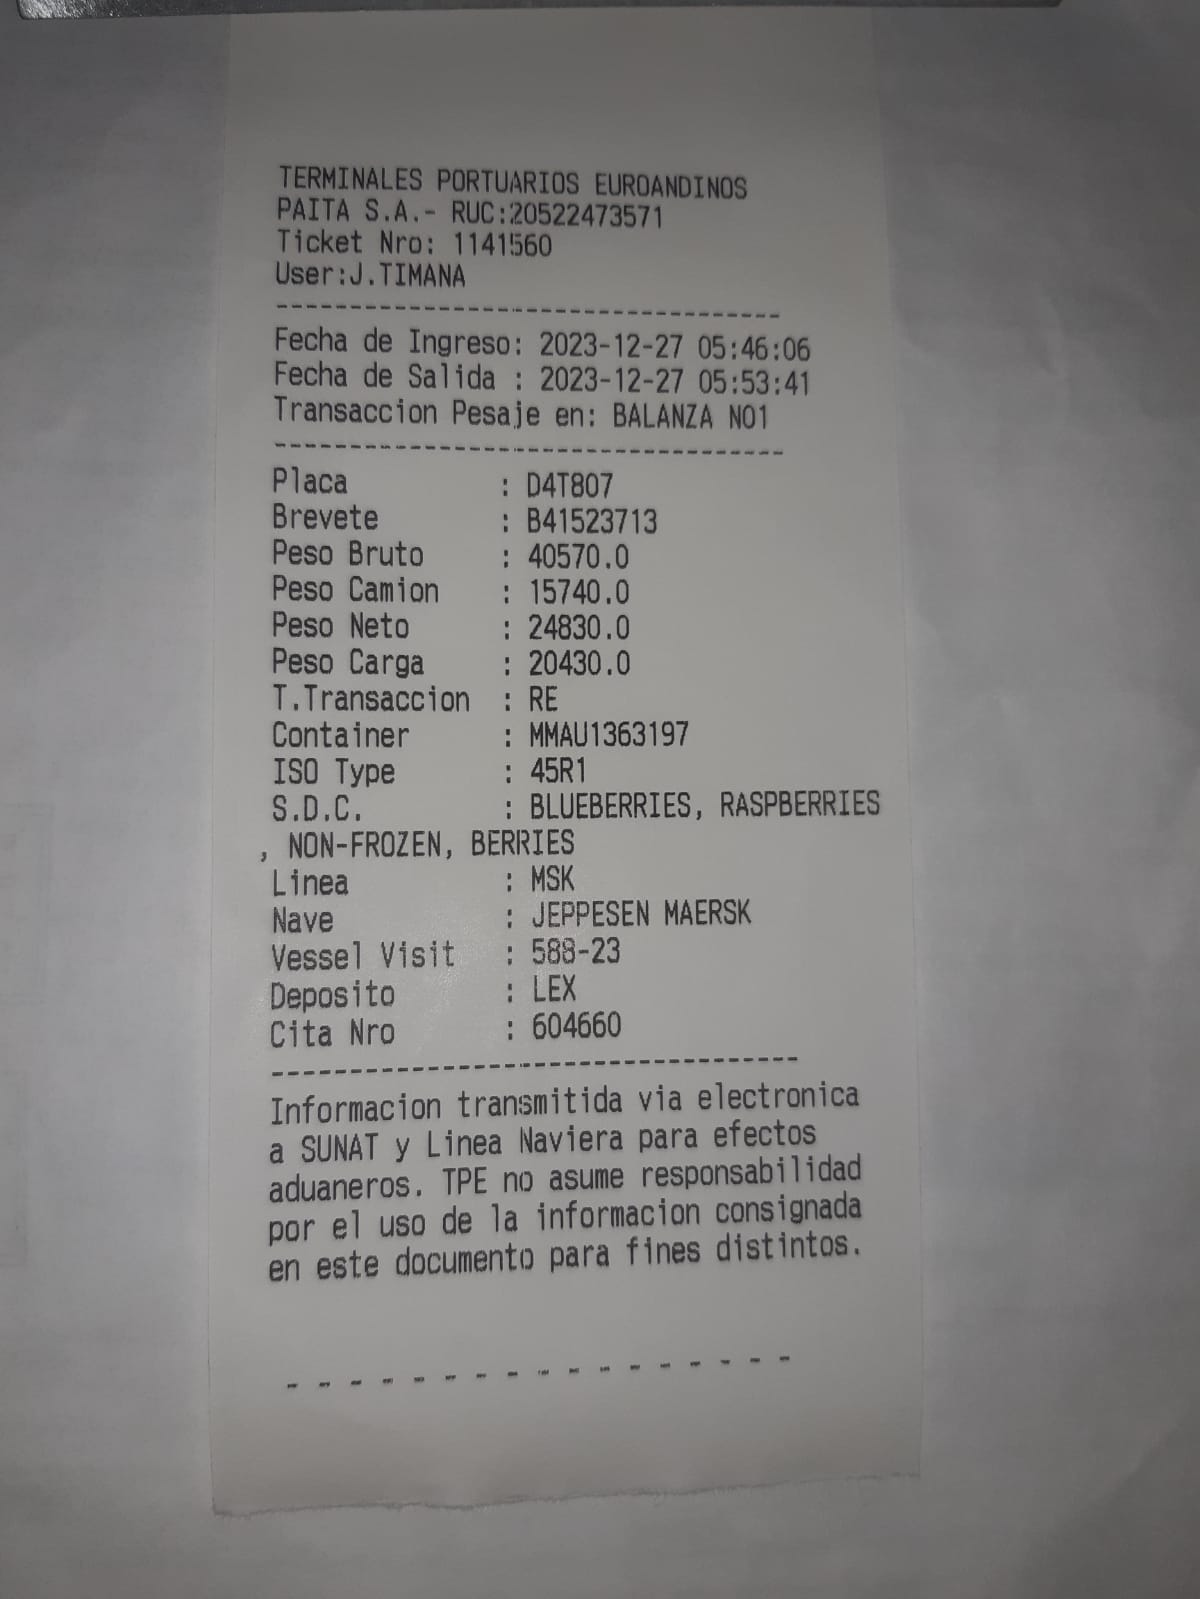 TERMINALES PORTUARIOS EUROANDINOS
PAITA S.A.- RUC:20522473571
Ticket Nro: 1141560
User:J.TIMANA
-----------------------------------
Fecha de Ingreso: 2023-12-27 05:46:06
Fecha de Salida : 2023-12-27 05:53:41
Transaccion Pesaje en: BALANZA NO1
-----------------------------------
Placa : D4T807
Brevete : B41523713
Peso Bruto : 40570.0
Peso Camion : 15740.0
Peso Neto : 24830.0
Peso Carga : 20430.0
T.Transaccion : RE
Container : MMAU1363197
ISO Type : 45R1
S.D.C. : BLUEBERRIES, RASPBERRIES
, NON-FROZEN, BERRIES
Linea : MSK
Nave : JEPPESEN MAERSK
Vessel Visit : 588-23
Deposito : LEX
Cita Nro : 604660
-----------------------------------
Informacion transmitida via electronica
a SUNAT y Linea Naviera para efectos
aduaneros. TPE no asume responsabilidad
por el uso de la informacion consignada
en este documento para fines distintos.
- - - - - - - - - - - - - - - - -